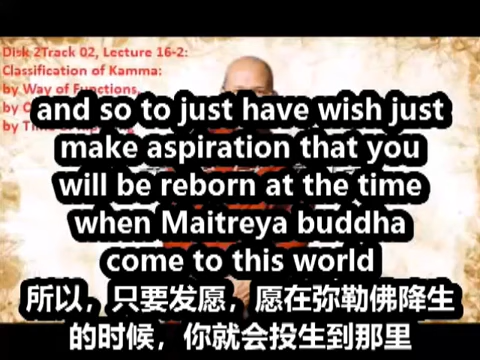 Disk 2Track 02, Lecture 16-2:
Classification of Kamma:
by Way of Functions,
by
by Tim
and so to just have wish just
make aspiration that you
will be reborn at the time
when Maitreya buddha
come to this world
所以，只要发愿，愿在弥勒佛降生
的时候，你就会投生到那里